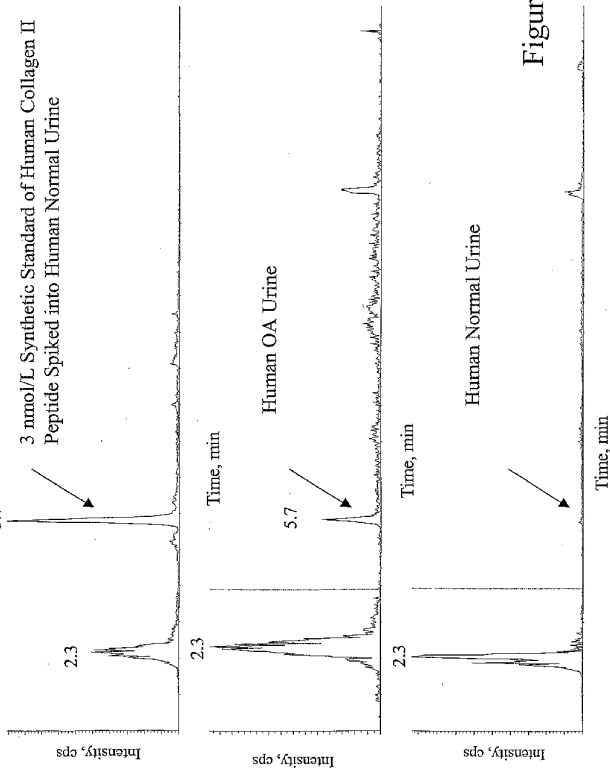 3 nmol/L Synthetic Standard of Human Collagen II
Peptide Spiked into Human Normal Urine
2.3
Intensity, cps
Time, min
Human OA Urine
2.3
5.7
Intensity, cps
Time, min
Human Normal Urine
2.3
Intensity, cps
Time, min